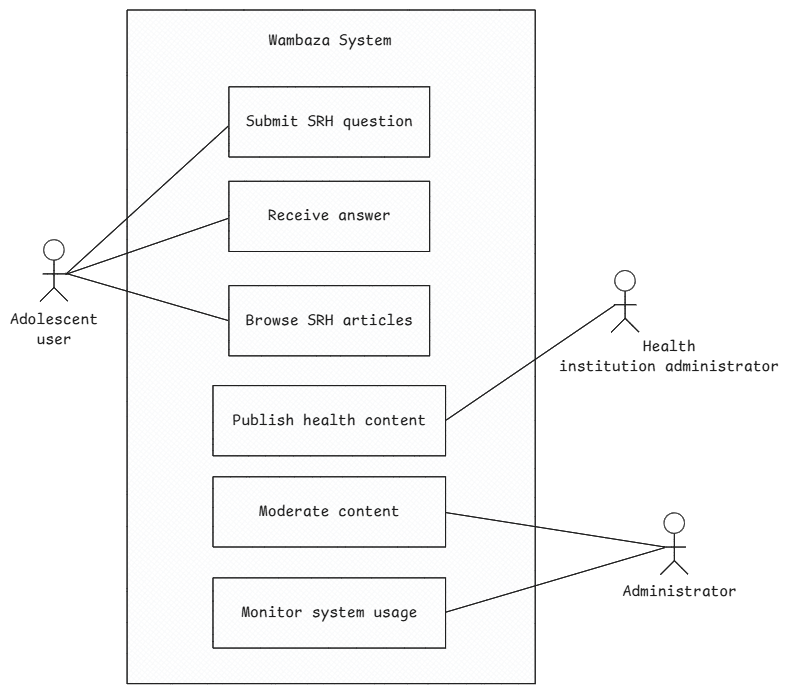 Wambaza System
Submit SRH question
Receive answer
Browse SRH articles
Adolescent
user
Health
institution administrator
Publish health content
Moderate content
Administrator
Monitor system usage